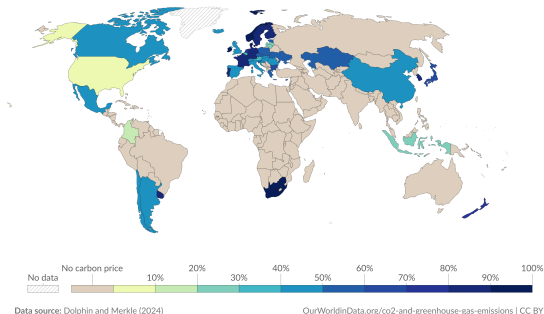 No data
No carbon price
10%
20%
30%
40%
50%
60%
70%
80%
90%
100%
Data source: Dolphin and Merkle (2024)
OurWorldinData.org/co2-and-greenhouse-gas-emissions | CC BY